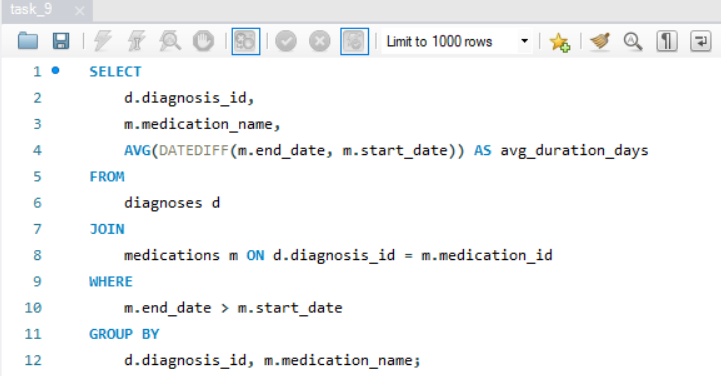 task_9
Limit to 1000 rows
1 SELECT
2 d.diagnosis_id,
3 m.medication_name,
4 AVG(DATEDIFF(m.end_date, m.start_date)) AS avg_duration_days
5 FROM
6 diagnoses d
7 JOIN
8 medications m ON d.diagnosis_id = m.medication_id
9 WHERE
10 m.end_date > m.start_date
11 GROUP BY
12 d.diagnosis_id, m.medication_name;